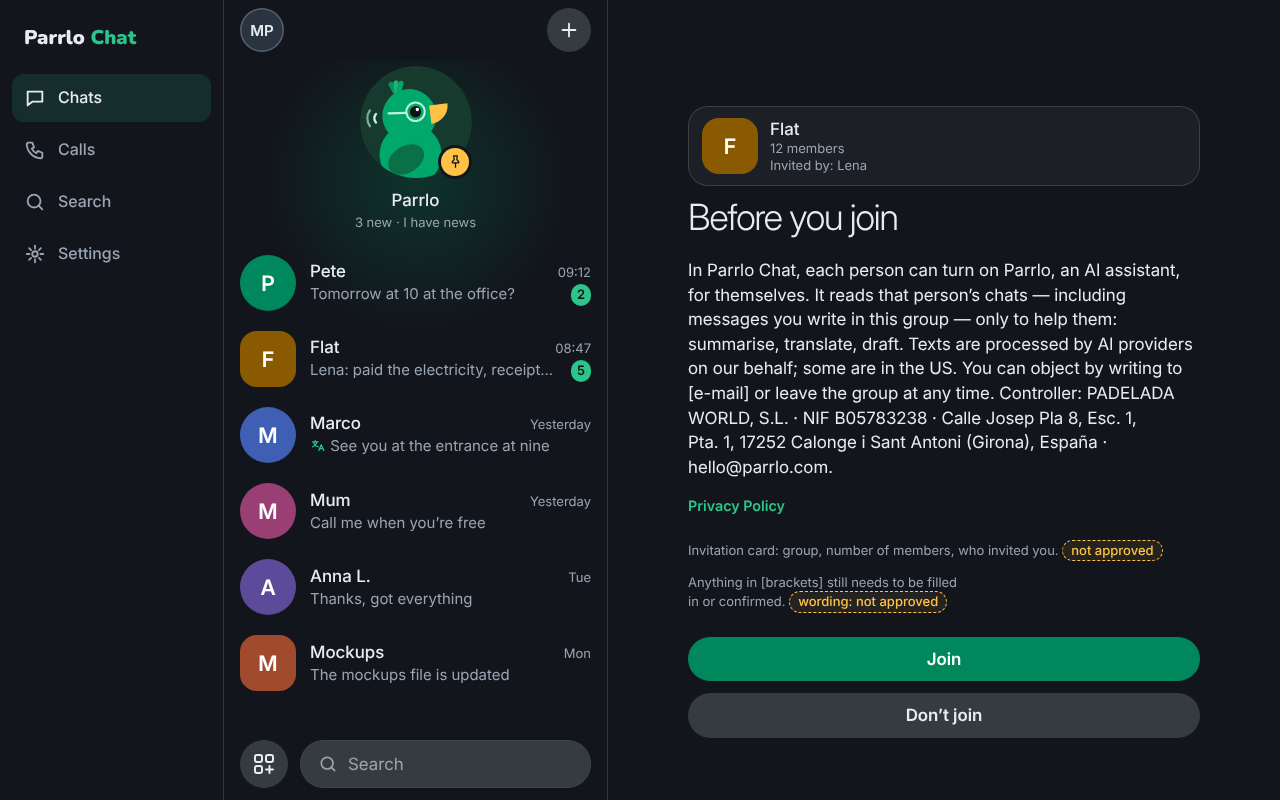 Parrlo Chat
Chats
Calls
Search
Settings
MP
Parrlo
3 new · I have news
P
Pete
09:12
Tomorrow at 10 at the office?
2
F
Flat
08:47
Lena: paid the electricity, receipt...
5
M
Marco
Yesterday
See you at the entrance at nine
M
Mum
Yesterday
Call me when you’re free
A
Anna L.
Tue
Thanks, got everything
M
Mockups
Mon
The mockups file is updated
Search
F
Flat
12 members
Invited by: Lena
Before you join
In Parrlo Chat, each person can turn on Parrlo, an AI assistant,
for themselves. It reads that person’s chats — including
messages you write in this group — only to help them:
summarise, translate, draft. Texts are processed by AI providers
on our behalf; some are in the US. You can object by writing to
[e-mail] or leave the group at any time. Controller: PADELADA
WORLD, S.L. · NIF B05783238 · Calle Josep Pla 8, Esc. 1,
Pta. 1, 17252 Calonge i Sant Antoni (Girona), España ·
hello@parrlo.com.
Privacy Policy
Invitation card: group, number of members, who invited you. not approved
Anything in [brackets] still needs to be filled
in or confirmed. wording: not approved
Join
Don’t join